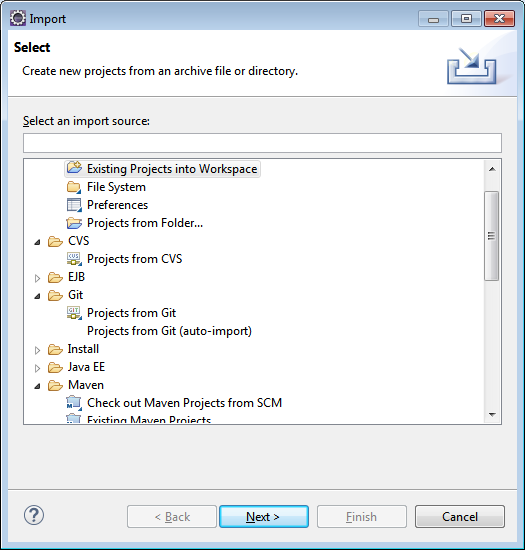 Import
Select
Create new projects from an archive file or directory.
Select an import source:
Existing Projects into Workspace
File System
Preferences
Projects from Folder...
CVS
CVS
Projects from CVS
EJB
Git
GIT
Projects from Git
Projects from Git (auto-import)
Install
Java EE
Maven
M
Check out Maven Projects from SCM
Existing Maven Projects
?
< Back
Next >
Finish
Cancel